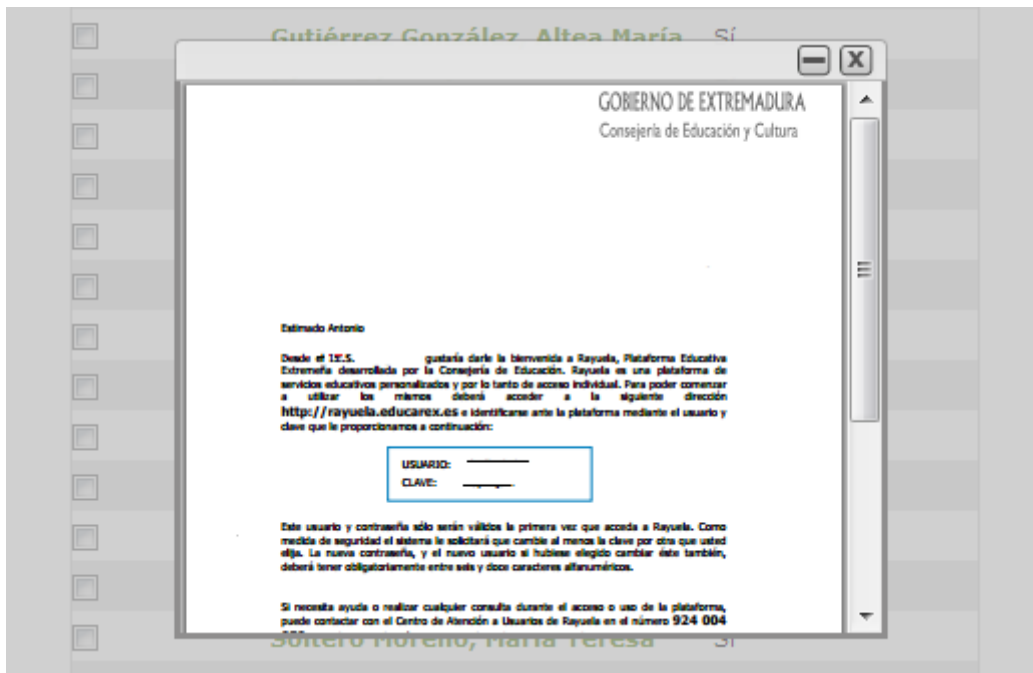 Gutiérrez González, Altea María Sí
GOBIERNO DE EXTREMADURA
Consejería de Educación y Cultura
Estimado Antonio
Desde el I.E.S. gustaría darle la bienvenida a Rayuela, Plataforma Educativa
Extremeña desarrollada por la Consejería de Educación. Rayuela es una plataforma de
servicios educativos personalizados y por lo tanto de acceso individual. Para poder comenzar
a utilizar los mismos deberá acceder a la siguiente dirección
http://rayuela.educarex.es e identificarse ante la plataforma mediante el usuario y
clave que le proporcionamos a continuación:
USUARIO:
CLAVE:
Este usuario y contraseña sólo serán válidos la primera vez que acceda a Rayuela. Como
medida de seguridad el sistema le solicitará que cambie al menos la clave por otra que usted
elija. La nueva contraseña, y el nuevo usuario si hubiese elegido cambiar éste también,
deberá tener obligatoriamente entre seis y doce caracteres alfanuméricos.
Si necesita ayuda o realizar cualquier consulta durante el acceso o uso de la plataforma,
puede contactar con el Centro de Atención a Usuarios de Rayuela en el número 924 004
Soltero Moreno, María Teresa Sí